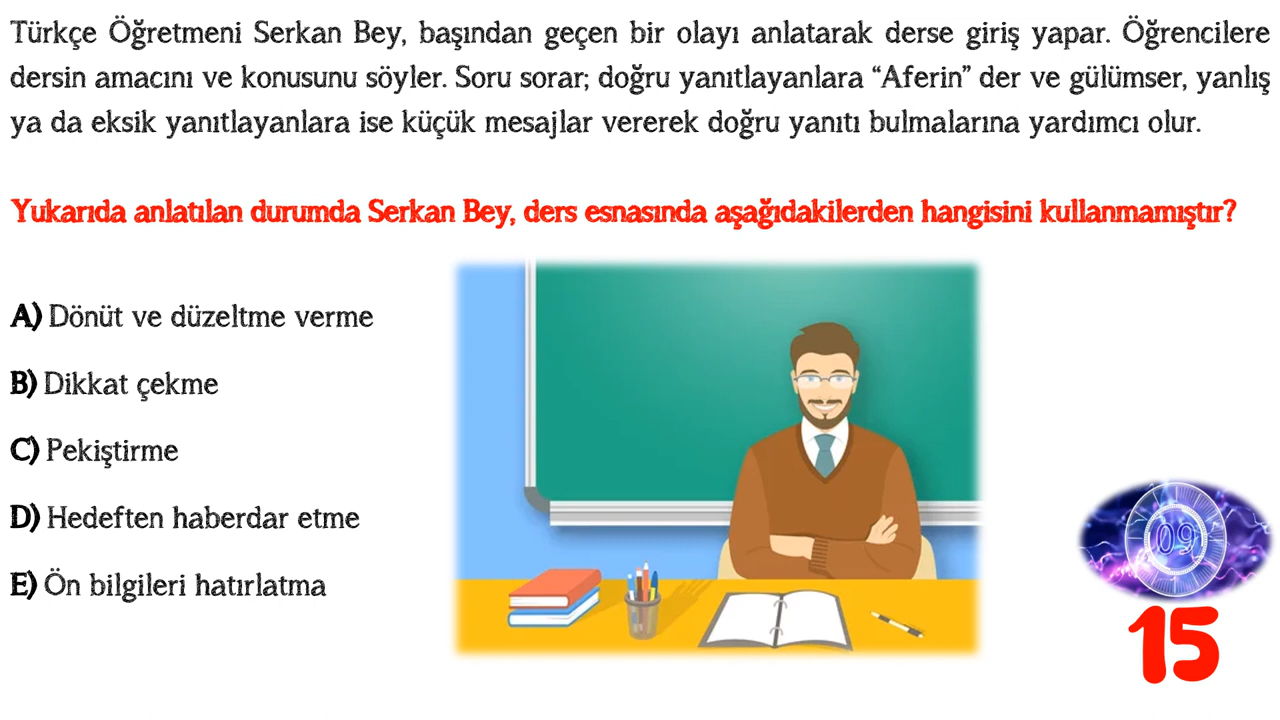 Türkçe Öğretmeni Serkan Bey, başından geçen bir olayı anlatarak derse giriş yapar. Öğrencilere
dersin amacını ve konusunu söyler. Soru sorar; doğru yanıtlayanlara “Aferin” der ve gülümser, yanlış
ya da eksik yanıtlayanlara ise küçük mesajlar vererek doğru yanıtı bulmalarına yardımcı olur.
Yukarıda anlatılan durumda Serkan Bey, ders esnasında aşağıdakilerden hangisini kullanmamıştır?
A) Dönüt ve düzeltme verme
B) Dikkat çekme
C) Pekiştirme
D) Hedeften haberdar etme
E) Ön bilgileri hatırlatma
09
15